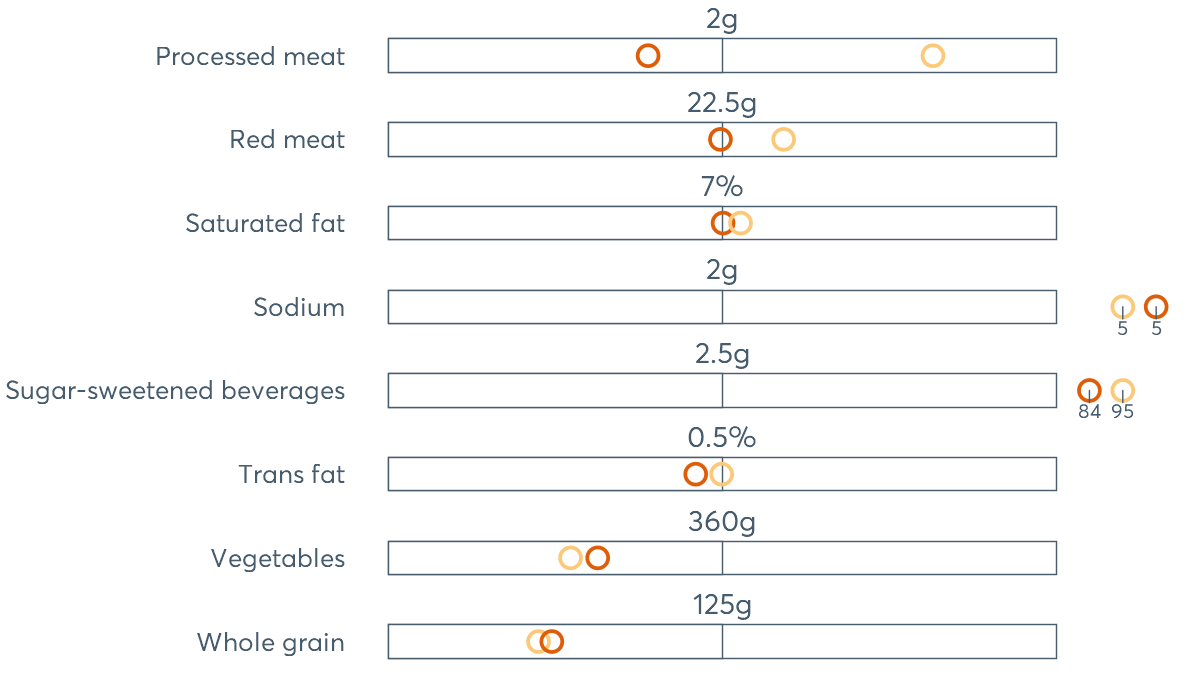 2g
Processed meat
22.5g
Red meat
7%
Saturated fat
2g
Sodium
5 5
2.5g
Sugar-sweetened beverages
84 95
0.5%
Trans fat
360g
Vegetables
125g
Whole grain